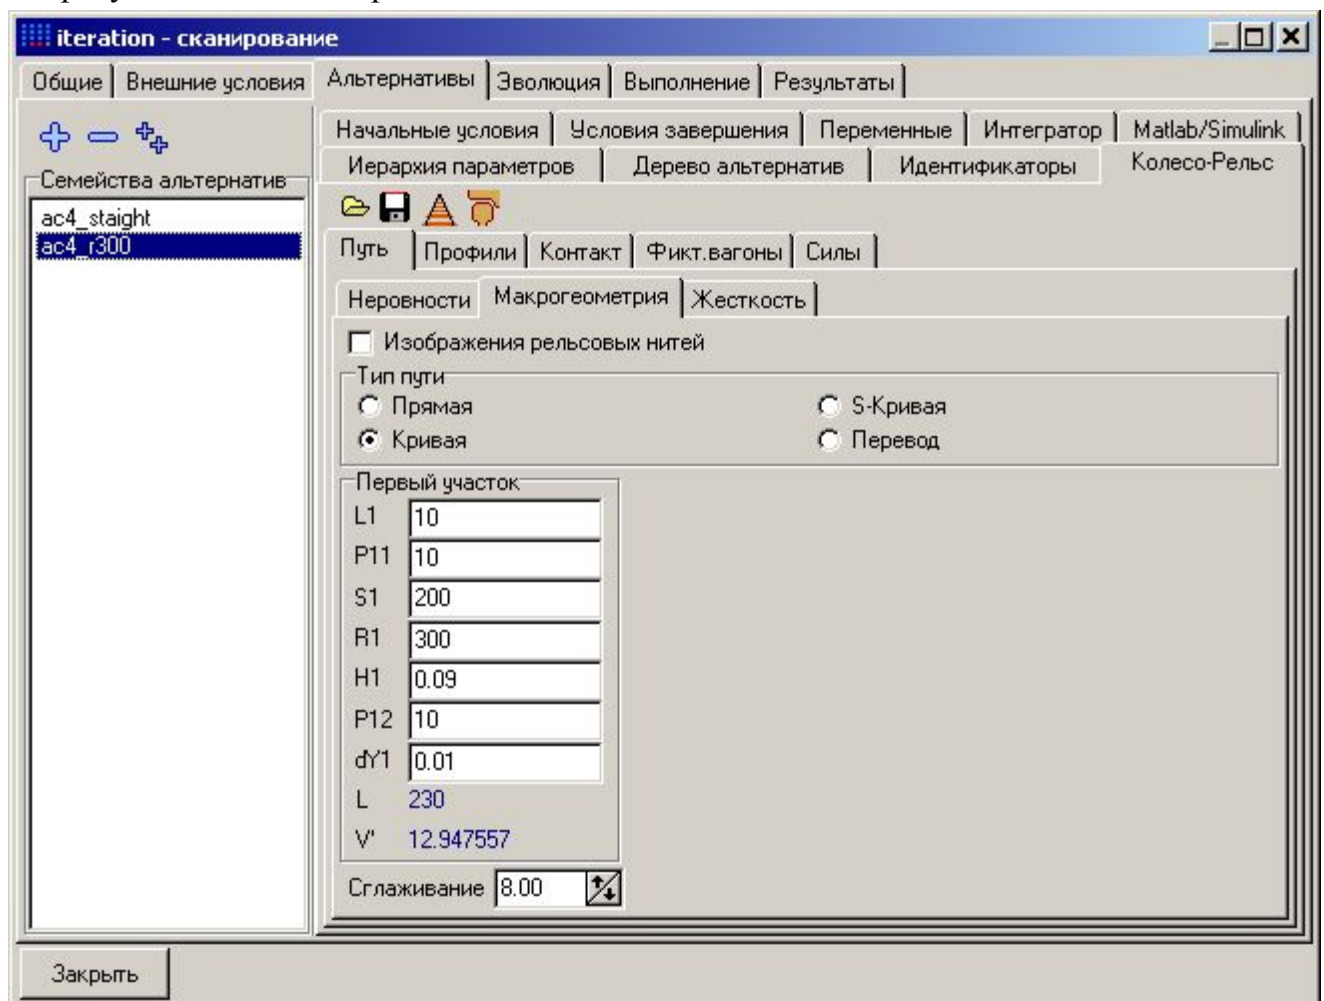 iteration - сканирование
Общие Внешние условия Альтернативы Эволюция Выполнение Результаты
Семейства альтернатив
ac4_staight
ac4_r300
Начальные условия Условия завершения Переменные Интегратор Matlab/Simulink
Иерархия параметров Дерево альтернатив Идентификаторы Колесо-Рельс
Путь Профили Контакт Фикт.вагоны Силы
Неровности Макрогеометрия Жесткость
Изображения рельсовых нитей
Тип пути
Прямая S-Кривая
Кривая Перевод
Первый участок
L1 10
P11 10
S1 200
R1 300
H1 0.09
P12 10
dY1 0.01
L 230
V' 12.947557
Сглаживание 8.00
Закрыть